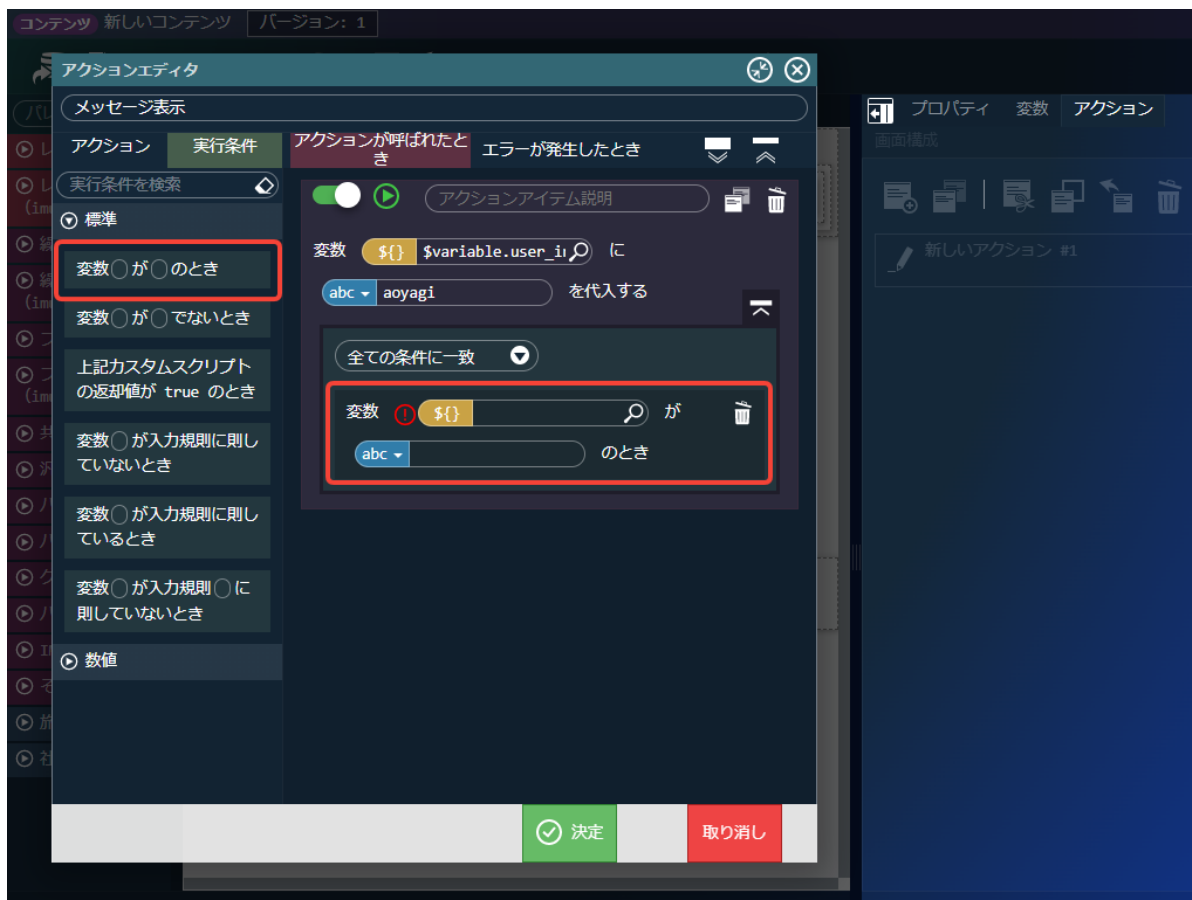 コンテンツ 新しいコンテンツ バージョン: 1
アクションエディタ
メッセージ表示
アクション 実行条件
実行条件を検索
標準
変数 が のとき
変数 が でないとき
上記カスタムスクリプト
の返却値が true のとき
変数 が入力規則に則し
ていないとき
変数 が入力規則に則し
ているとき
変数 が入力規則 に
則していないとき
数値
アクションが呼ばれたと
き
エラーが発生したとき
アクションアイテム説明
変数 ${} $variable.user_i に
abc aoyagi を代入する
全ての条件に一致
変数 ${} が
abc のとき
決定 取り消し
プロパティ 変数 アクション
画面構成
新しいアクション #1